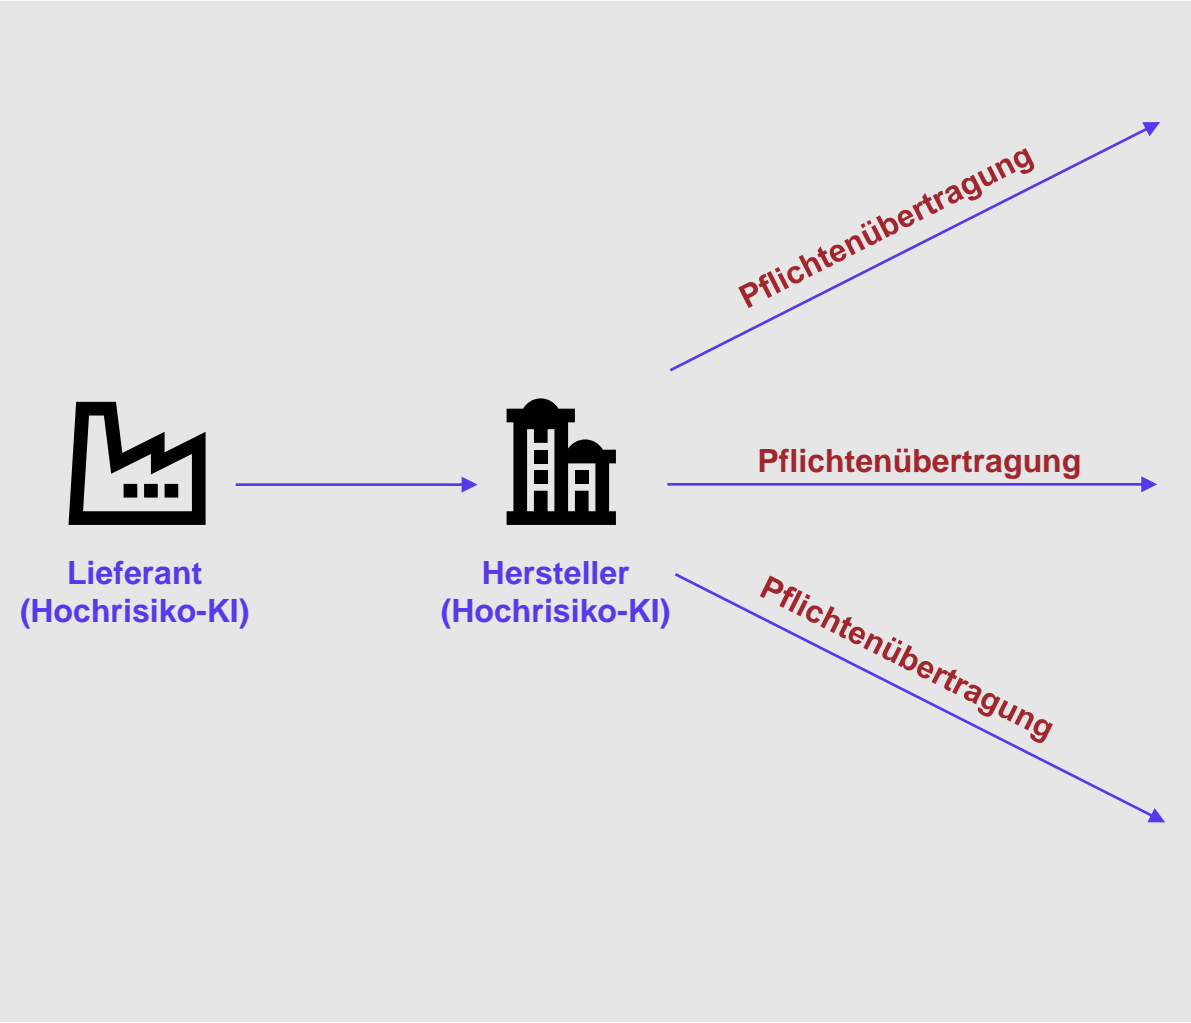 Pflichtenübertragung
Pflichtenübertragung
Lieferant
(Hochrisiko-KI)
Hersteller
(Hochrisiko-KI)
Pflichtenübertragung